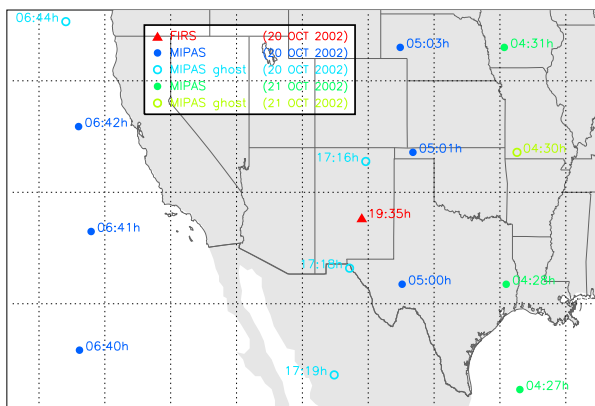 06:44h
FIRS (20 OCT 2002)
MIPAS (20 OCT 2002)
MIPAS ghost (20 OCT 2002)
MIPAS (21 OCT 2002)
MIPAS ghost (21 OCT 2002)
05:03h
04:31h
06:42h
17:16h
05:01h
04:30h
19:35h
06:41h
17:18h
05:00h
04:28h
06:40h
17:19h
04:27h